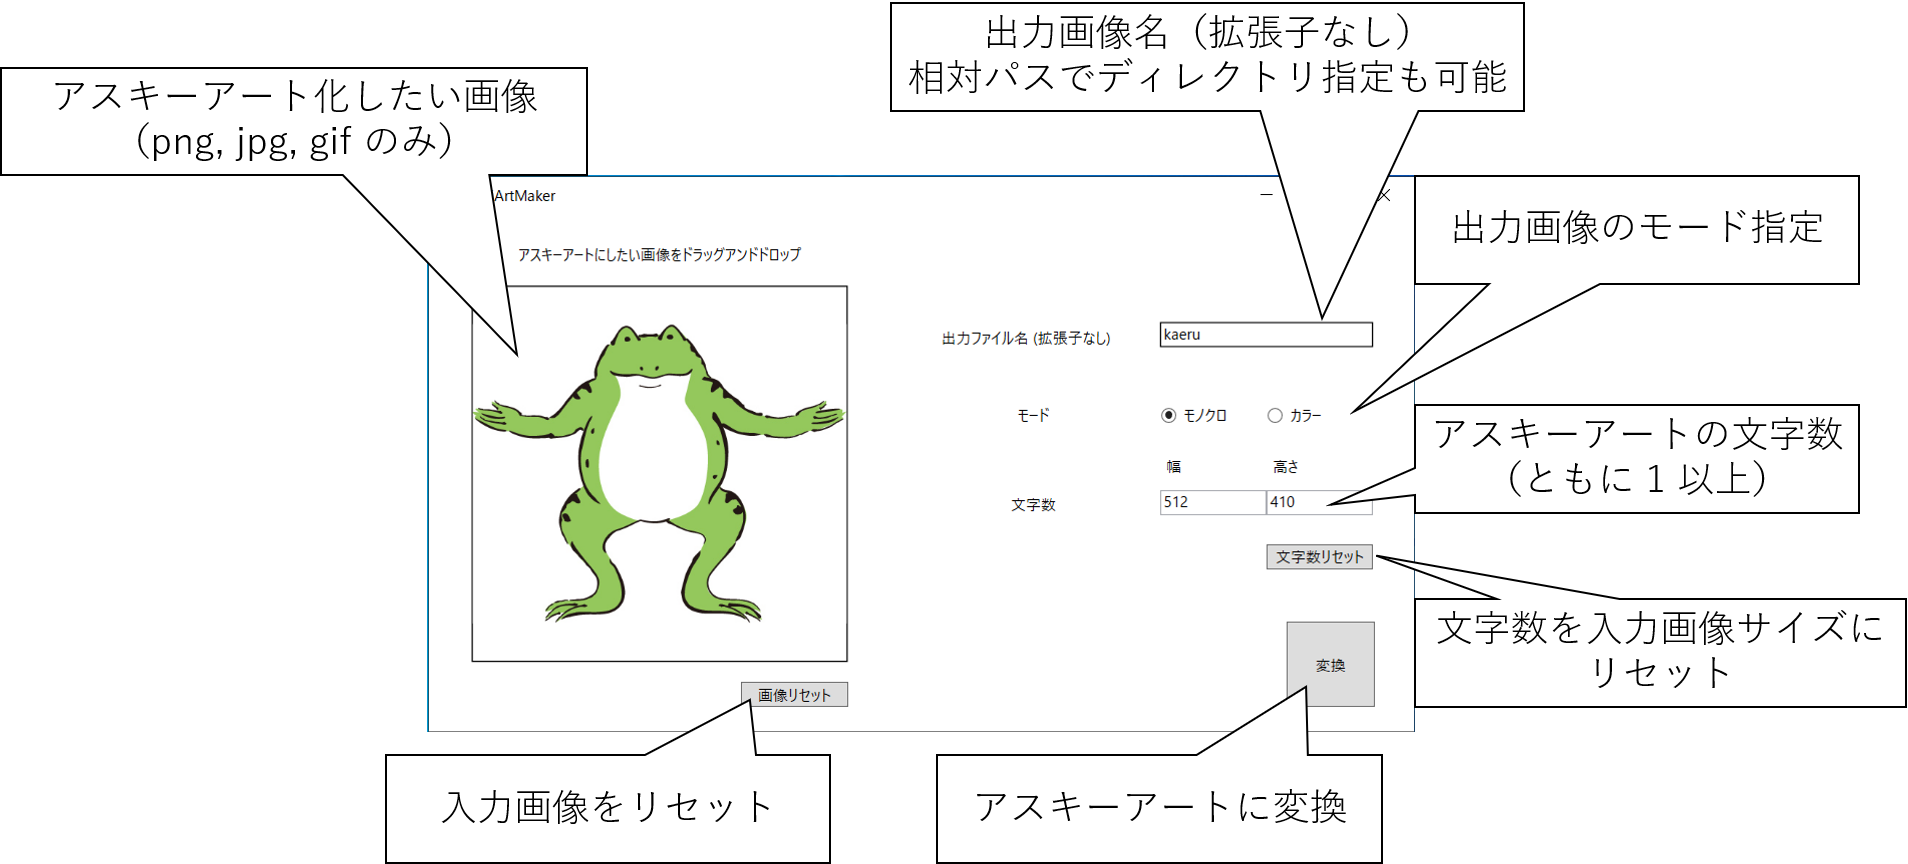 出力画像名（拡張子なし）
相対パスでディレクトリ指定も可能
アスキーアート化したい画像
（png, jpg, gif のみ）
ArtMaker
出力画像のモード指定
アスキーアートにしたい画像をドラッグアンドドロップ
出力ファイル名 (拡張子なし)
kaeru
モード
モノクロ
カラー
アスキーアートの文字数
（ともに 1 以上）
幅
高さ
文字数
512
410
文字数リセット
文字数を入力画像サイズに
リセット
変換
画像リセット
入力画像をリセット
アスキーアートに変換